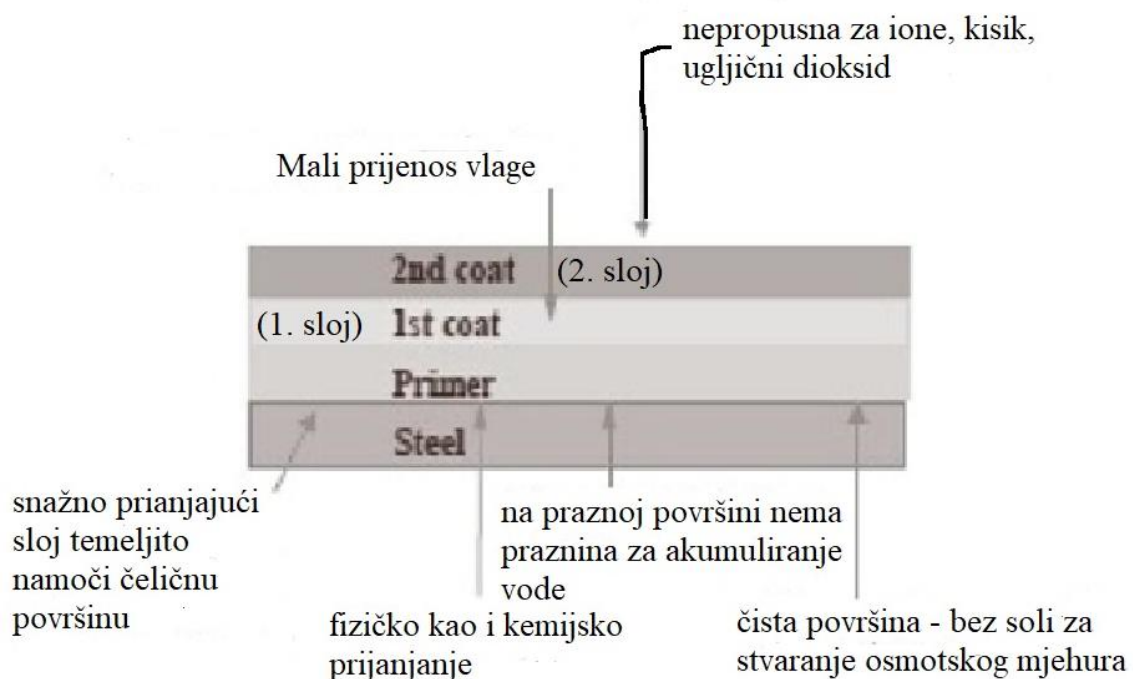 nepropusna za ione, kisik,
ugljični dioksid
Mali prijenos vlage
2nd coat (2. sloj)
(1. sloj) 1st coat
Primer
Steel
snažno prianjajući
sloj temeljito
namoči čeličnu
površinu
fizičko kao i kemijsko
prijanjanje
na praznoj površini nema
praznina za akumuliranje
vode
čista površina - bez soli za
stvaranje osmotskog mjehura